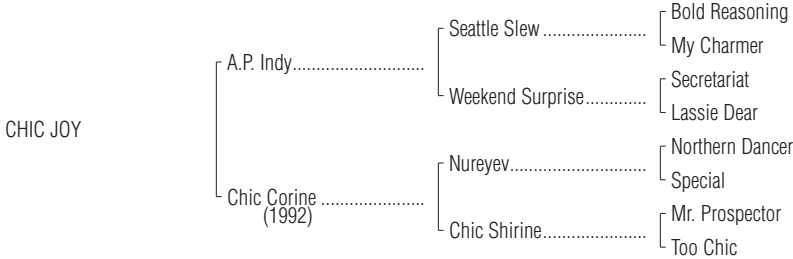 Bold Reasoning
Seattle Slew ......................
My Charmer
A.P. Indy...........................
Secretariat
Weekend Surprise.............
Lassie Dear
CHIC JOY
Northern Dancer
Nureyev.............................
Special
Chic Corine ......................
(1992)
Mr. Prospector
Chic Shirine......................
Too Chic